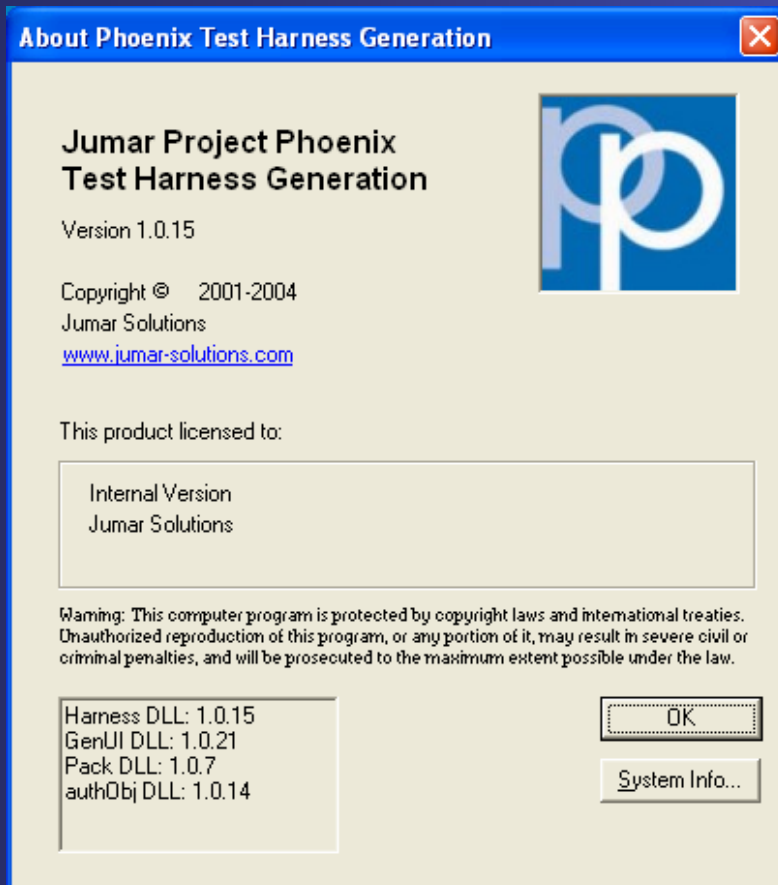 About Phoenix Test Harness Generation
pp
Jumar Project Phoenix
Test Harness Generation
Version 1.0.15
Copyright © 2001-2004
Jumar Solutions
www.jumar-solutions.com
This product licensed to:
Internal Version
Jumar Solutions
Warning: This computer program is protected by copyright laws and international treaties.
Unauthorized reproduction of this program, or any portion of it, may result in severe civil or
criminal penalties, and will be prosecuted to the maximum extent possible under the law.
Harness DLL: 1.0.15
GenUI DLL: 1.0.21
Pack DLL: 1.0.7
authObj DLL: 1.0.14
OK
System Info...